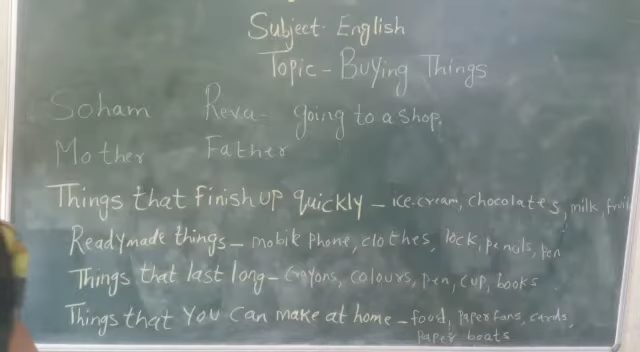 Subject- English
Topic - Buying Things
Soham Reva- going to a shop.
Mother Father
Things that finish up quickly - ice.cream, chocolates, milk, fruit
Readymade things - mobile phone, clothes, lock, pencils, pen
Things that last long - Crayons, colours, pen, cup, books
Things that You Can make at home - food, paper fans, cards,
paper boats